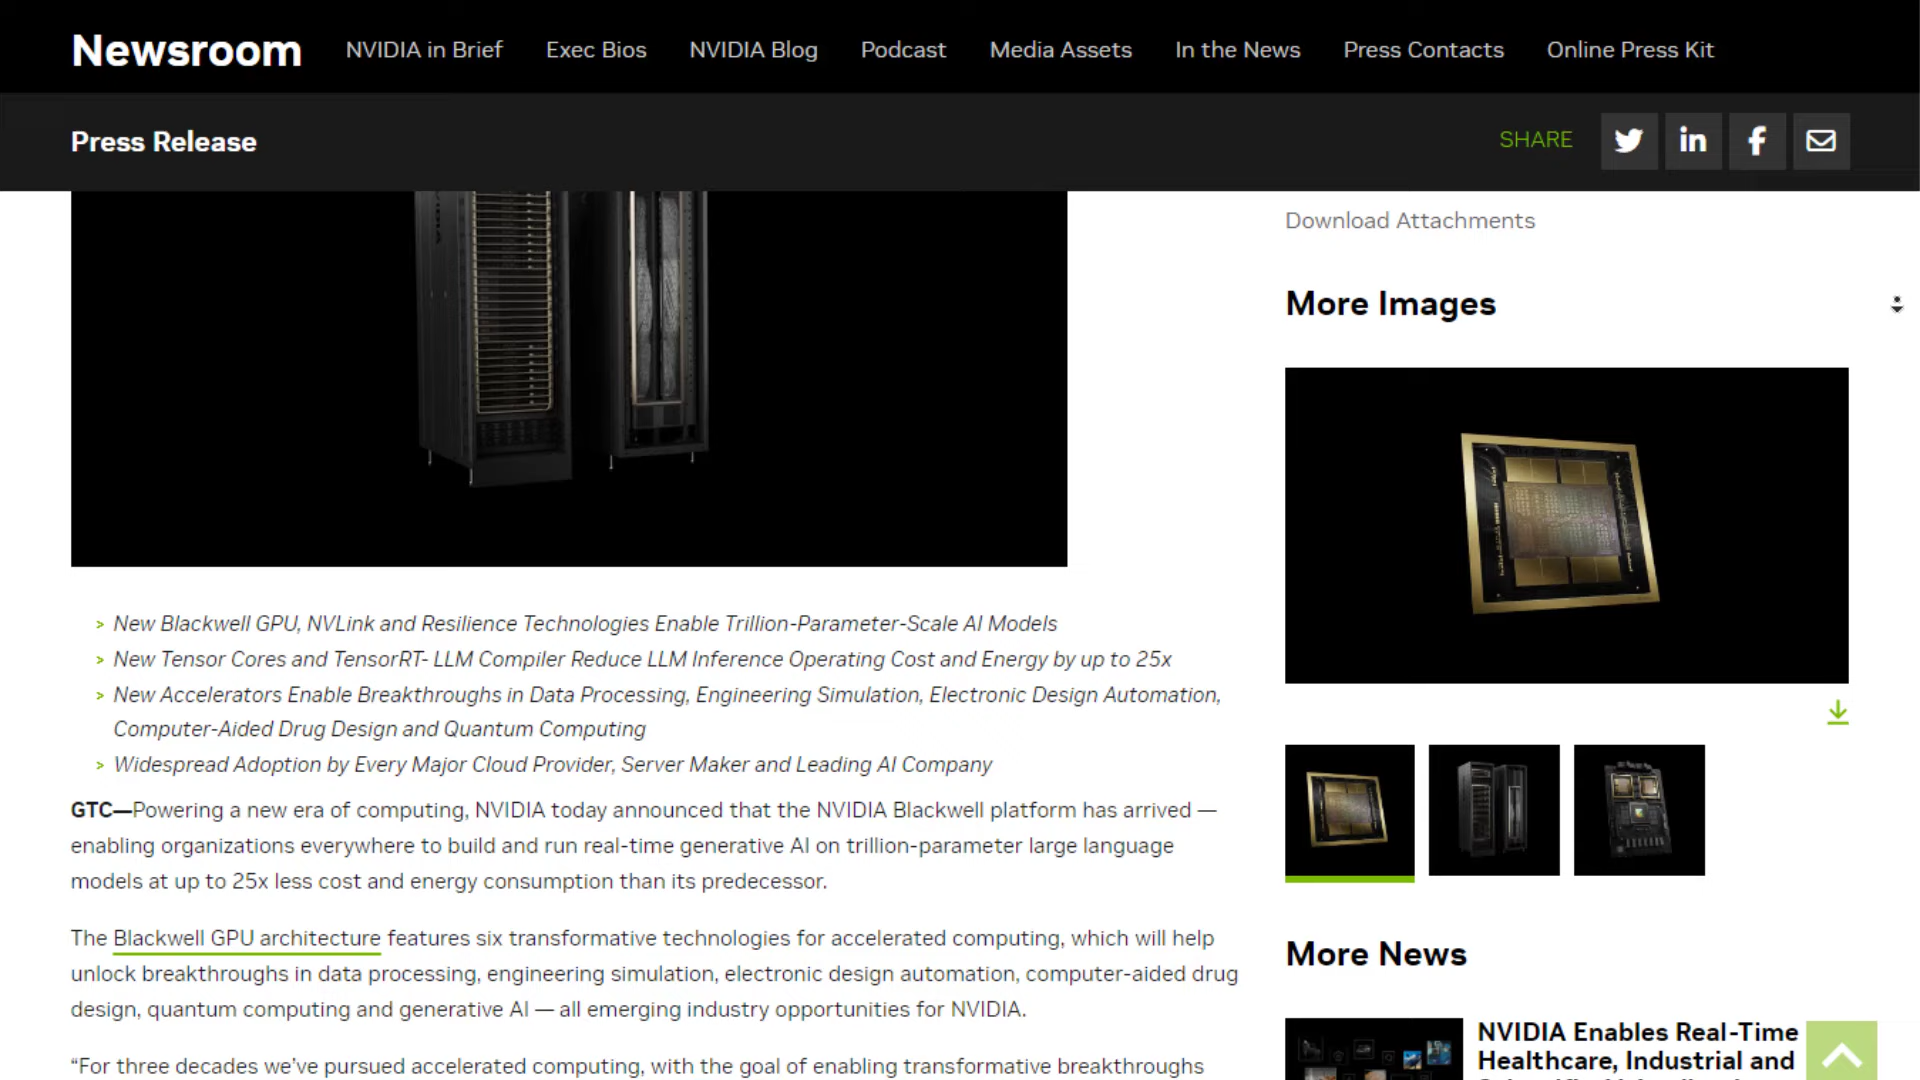 Newsroom NVIDIA in Brief Exec Bios NVIDIA Blog Podcast Media Assets In the News Press Contacts Online Press Kit
Press Release
SHARE
> New Blackwell GPU, NVLink and Resilience Technologies Enable Trillion-Parameter-Scale AI Models
> New Tensor Cores and TensorRT- LLM Compiler Reduce LLM Inference Operating Cost and Energy by up to 25x
> New Accelerators Enable Breakthroughs in Data Processing, Engineering Simulation, Electronic Design Automation,
Computer-Aided Drug Design and Quantum Computing
> Widespread Adoption by Every Major Cloud Provider, Server Maker and Leading AI Company
GTC—Powering a new era of computing, NVIDIA today announced that the NVIDIA Blackwell platform has arrived —
enabling organizations everywhere to build and run real-time generative AI on trillion-parameter large language
models at up to 25x less cost and energy consumption than its predecessor.
The Blackwell GPU architecture features six transformative technologies for accelerated computing, which will help
unlock breakthroughs in data processing, engineering simulation, electronic design automation, computer-aided drug
design, quantum computing and generative AI — all emerging industry opportunities for NVIDIA.
“For three decades we’ve pursued accelerated computing, with the goal of enabling transformative breakthroughs
Download Attachments
More Images
More News
NVIDIA Enables Real-Time
Healthcare, Industrial and